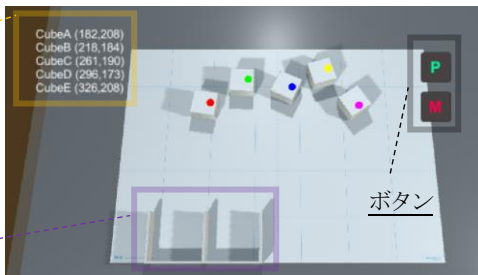 CubeA (182,208)
CubeB (218,184)
CubeC (261,190)
CubeD (296,173)
CubeE (326,208)
P
M
ボタン